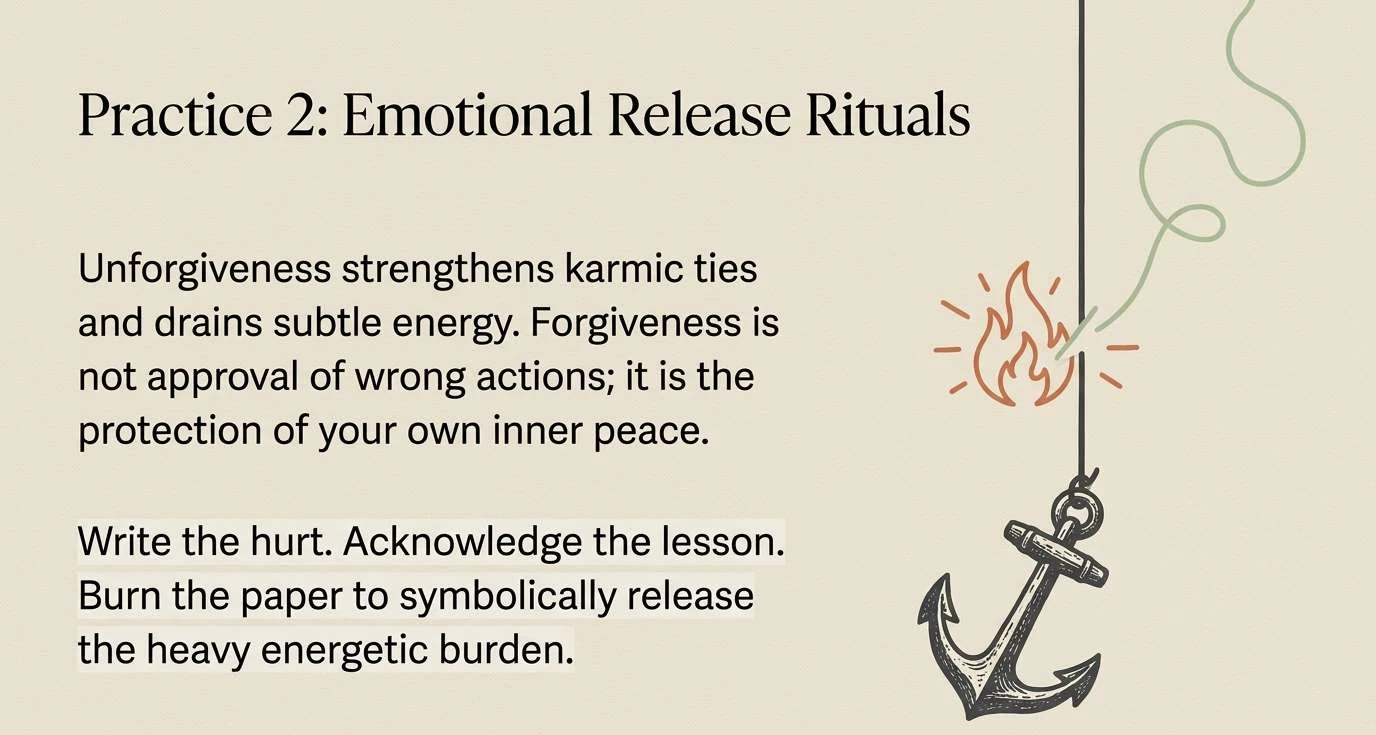 Practice 2: Emotional Release Rituals
Unforgiveness strengthens karmic ties
and drains subtle energy. Forgiveness is
not approval of wrong actions; it is the
protection of your own inner peace.
Write the hurt. Acknowledge the lesson.
Burn the paper to symbolically release
the heavy energetic burden.